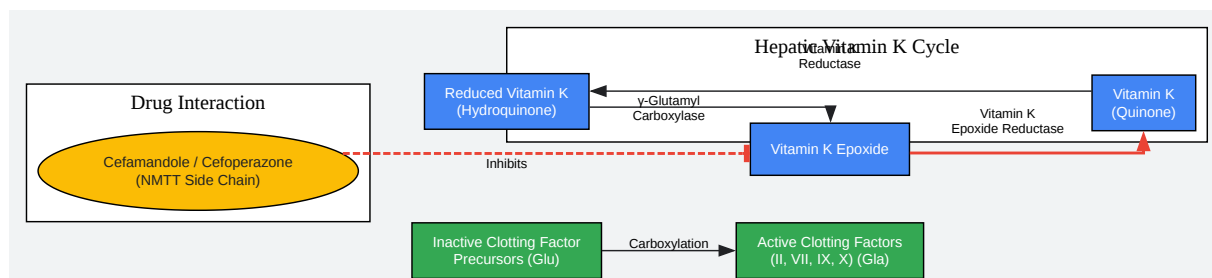 Hepatic Vitamin K Cycle
Vitamin K
Reductase
Drug Interaction
Reduced Vitamin K
(Hydroquinone)
γ-Glutamyl
Carboxylase
Vitamin K
(Quinone)
Vitamin K
Epoxide Reductase
Vitamin K Epoxide
Cefamandole / Cefoperazone
(NMTT Side Chain)
Inhibits
Inactive Clotting Factor
Precursors (Glu)
Carboxylation
Active Clotting Factors
(II, VII, IX, X) (Gla)